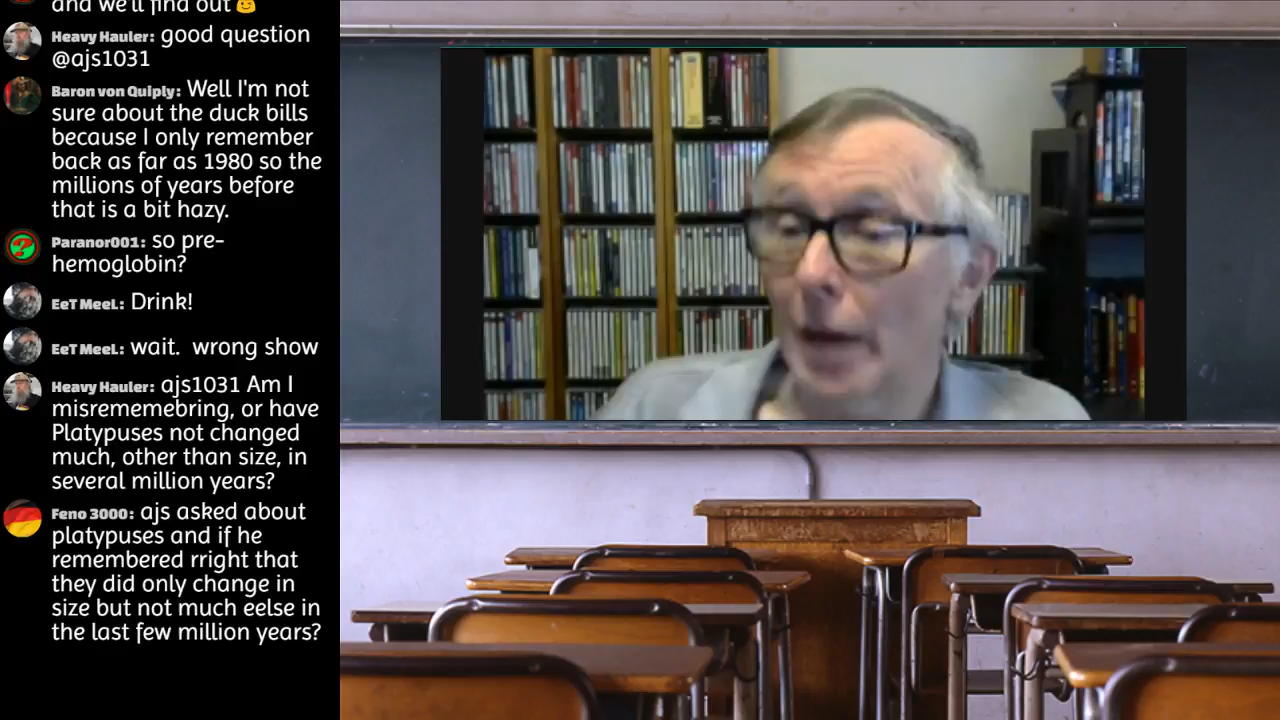 and we'll find out
Heavy Hauler: good question
@ajs1031
Baron von Quiply: Well I'm not
sure about the duck bills
because I only remember
back as far as 1980 so the
millions of years before
that is a bit hazy.
Paranor001: so pre-
hemoglobin?
EeT MeeL: Drink!
EeT MeeL: wait. wrong show
Heavy Hauler: ajs1031 Am I
misrememebring, or have
Platypuses not changed
much, other than size, in
several million years?
Feno 3000: ajs asked about
platypuses and if he
remembered rright that
they did only change in
size but not much eelse in
the last few million years?